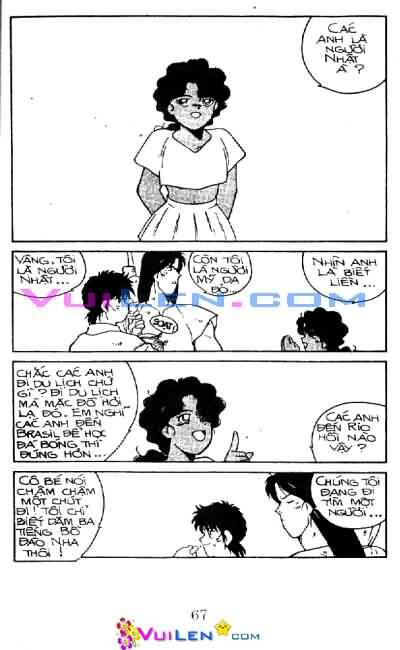 CÁC
ANH LÀ
NGƯỜI
NHẬT
À ?
VÂNG, TÔI
LÀ NGƯỜI
NHẬT...
CÒN TÔI
LÀ NGƯỜI
MỸ DA
ĐỎ..
NHÌN ANH
LÀ BIẾT
LIỀN...
VUILEN.COM
SOAT
CHẮC CÁC ANH
ĐI DU LỊCH CHỨ
GÌ ? ĐI DU LỊCH
MÀ MẶC ĐỒ HƠI
LẠ ĐÓ. EM NGHĨ
CÁC ANH ĐẾN
BRASIL ĐỂ HỌC
ĐÁ BÓNG THÌ
ĐÚNG HƠN...
CÁC ANH
ĐẾN RIO
HỒI NÀO
VẬY ?
CÔ BÉ NÓI
CHẦM CHẬM
MỘT CHÚT
ĐI ! TÔI CHỈ
BIẾT DĂM BA
TIẾNG BỒ
ĐÀO NHA
THÔI !
CHÚNG TÔI
ĐANG ĐI
TÌM MỘT
NGƯỜI...
67
VUILEN.COM